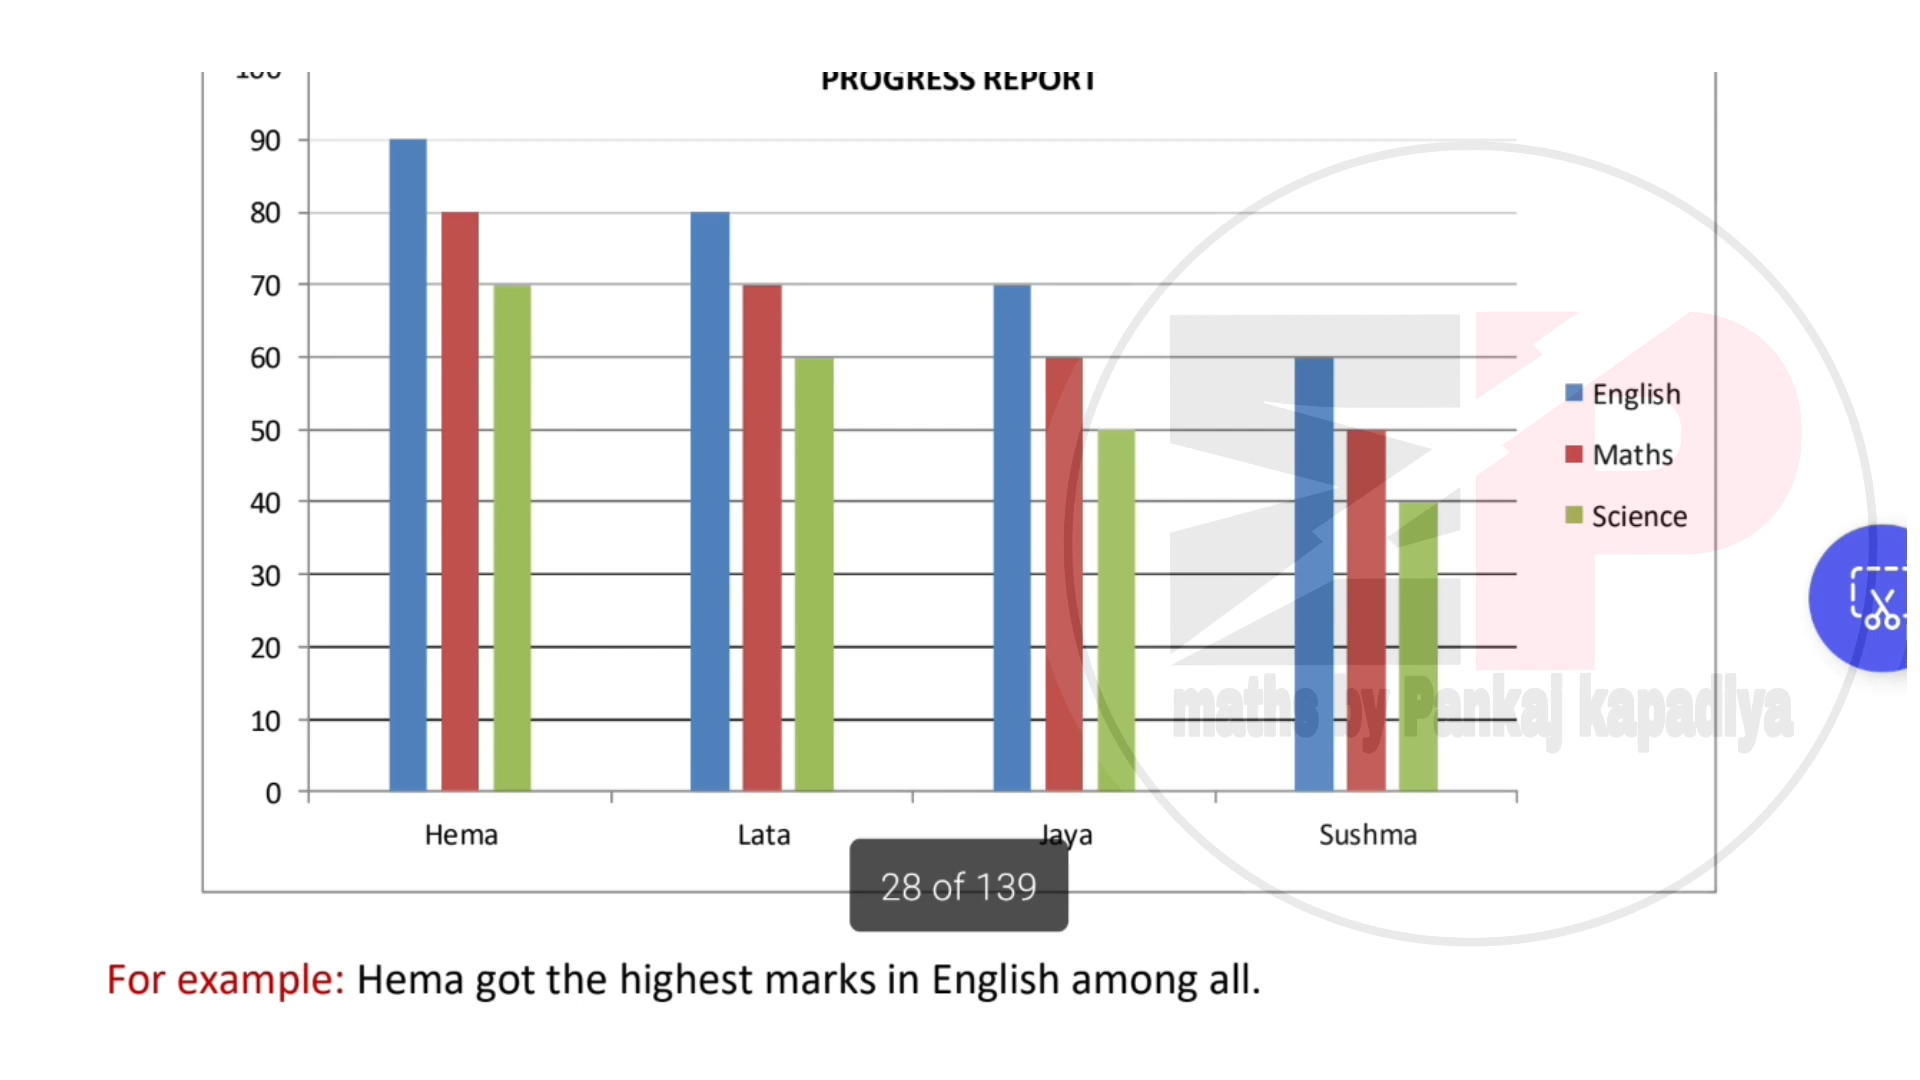 100
PROGRESS REPORT
90
80
70
60
50
40
30
20
10
0
English
Maths
Science
maths by Pankaj kapadiya
Hema Lata Jaya Sushma
28 of 139
For example: Hema got the highest marks in English among all.